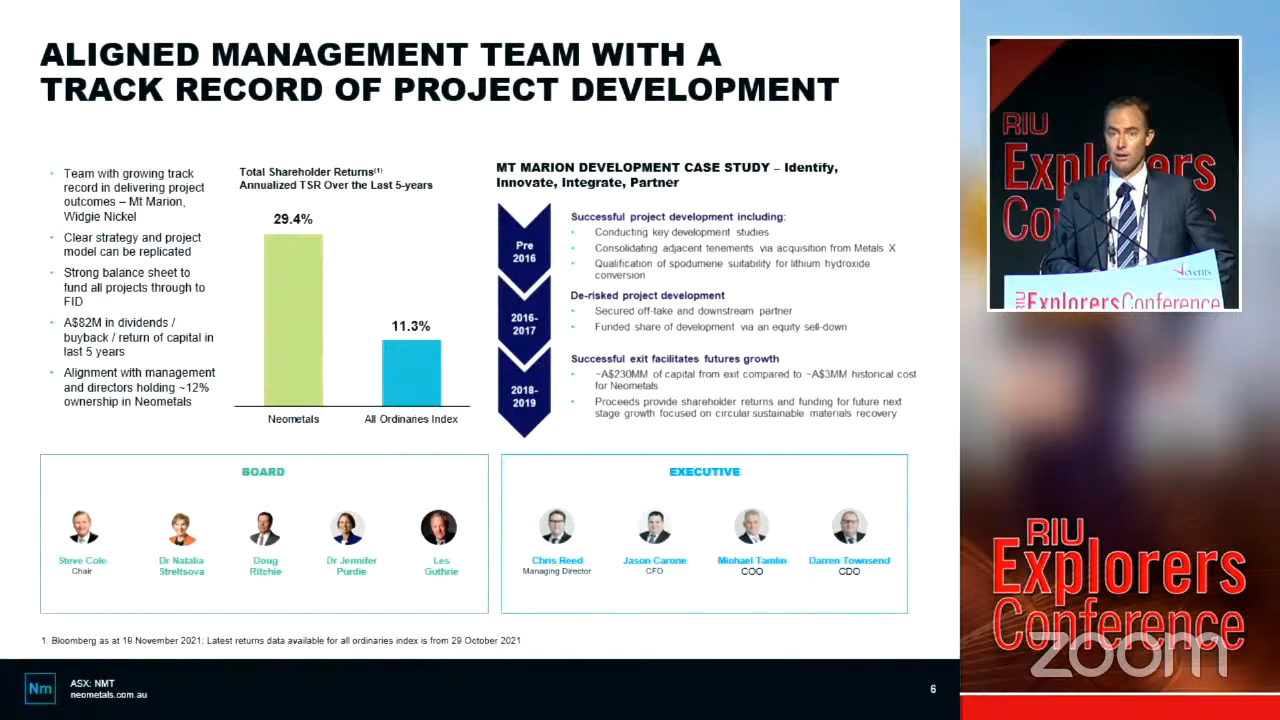 ALIGNED MANAGEMENT TEAM WITH A
TRACK RECORD OF PROJECT DEVELOPMENT
Team with growing track
record in delivering project
outcomes – Mt Marion,
Widgie Nickel
Clear strategy and project
model can be replicated
Strong balance sheet to
fund all projects through to
FID
A$82M in dividends /
buyback / return of capital in
last 5 years
Alignment with management
and directors holding ~12%
ownership in Neometals
Total Shareholder Returns(1)
Annualized TSR Over the Last 5-years
29.4%
11.3%
Neometals
All Ordinaries Index
MT MARION DEVELOPMENT CASE STUDY – Identify,
Innovate, Integrate, Partner
Pre
2016
Successful project development including:
Conducting key development studies
Consolidating adjacent tenements via acquisition from Metals X
Qualification of spodumene suitability for lithium hydroxide
conversion
2016-
2017
De-risked project development
Secured off-take and downstream partner
Funded share of development via an equity sell-down
2018-
2019
Successful exit facilitates futures growth
~A$230MM of capital from exit compared to ~A$3MM historical cost
for Neometals
Proceeds provide shareholder returns and funding for future next
stage growth focused on circular sustainable materials recovery
BOARD
Steve Cole
Chair
Dr Natalia
Streltsova
Doug
Ritchie
Dr Jennifer
Purdie
Les
Guthrie
EXECUTIVE
Chris Reed
Managing Director
Jason Carone
CFO
Michael Tamlin
COO
Darren Townsend
CDO
1. Bloomberg as at 19 November 2021; Latest returns data available for all ordinaries index is from 29 October 2021
Nm
ASX: NMT
neometals.com.au
6
RIU
Explorers
Co
events
RIU
ExplorersConference
RIU
Explorers
Conference
zoom